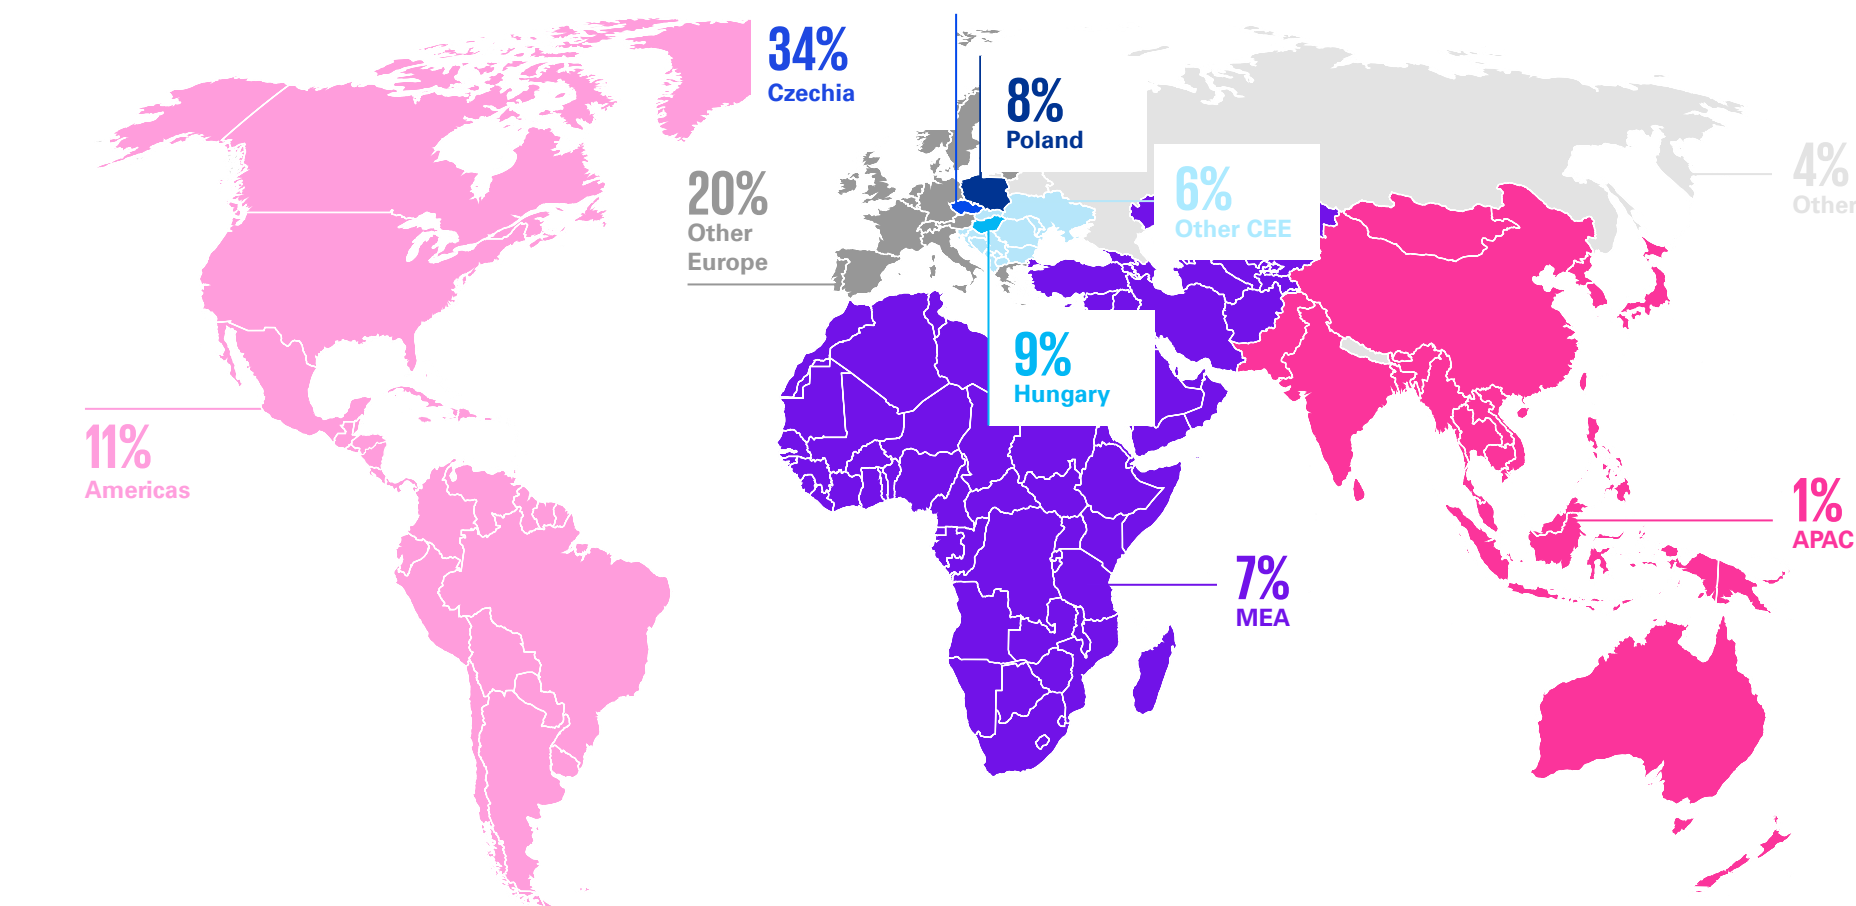 34%
Czechia
8%
Poland
20%
Other
Europe
6%
Other CEE
4%
Other
9%
Hungary
11%
Americas
1%
APAC
7%
MEA